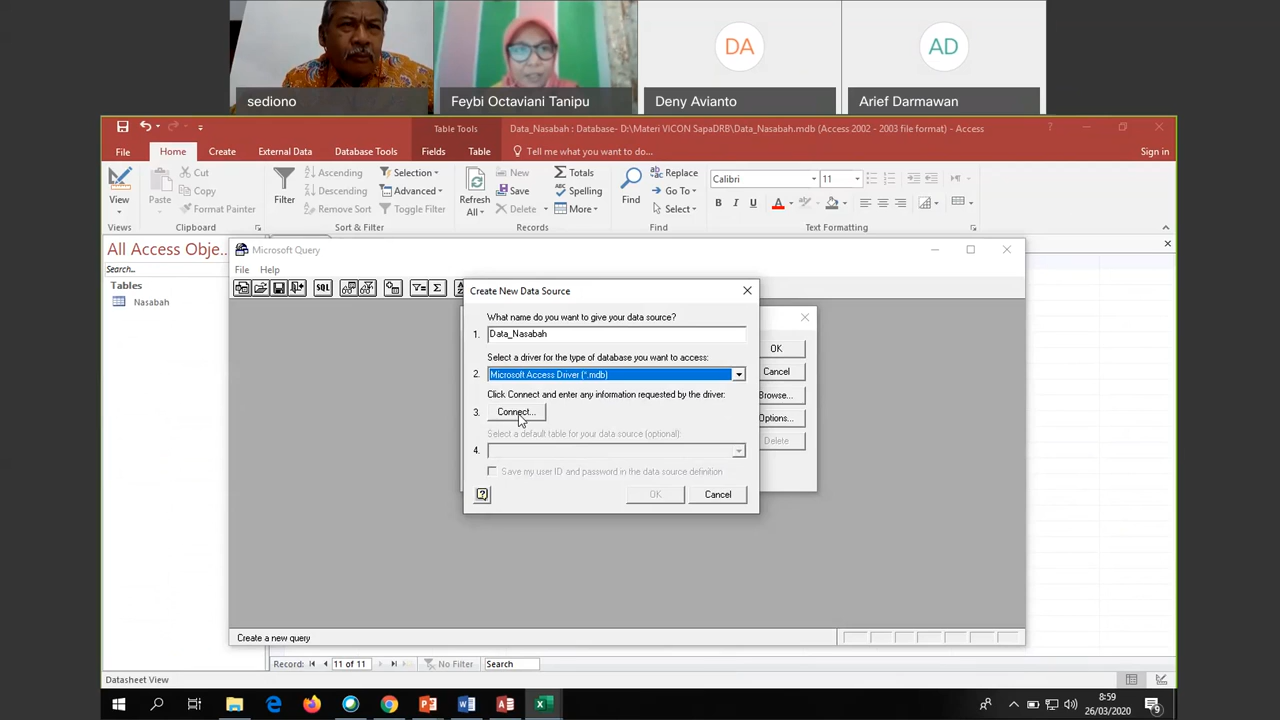 DA
AD
sediono
Feybi Octaviani Tanipu
Deny Avianto
Arief Darmawan
Table Tools
Data_Nasabah : Database- D:\Materi VICON SapaDRB\Data_Nasabah.mdb (Access 2002 - 2003 file format) - Access
File Home Create External Data Database Tools Fields Table Tell me what you want to do... Sign in
View
Views
Paste
Cut
Copy
Format Painter
Clipboard
Filter
Ascending
Descending
Remove Sort
Selection
Advanced
Toggle Filter
Sort & Filter
Refresh
All
New
Save
Delete
Totals
Spelling
More
Records
Find
Replace
Go To
Select
Find
Calibri 11
B I U A
Text Formatting
All Access Obje...
Search...
Tables
Nasabah
Microsoft Query
File Help
SQL
Create New Data Source
What name do you want to give your data source?
1. Data_Nasabah
Select a driver for the type of database you want to access:
2. Microsoft Access Driver (*.mdb)
Click Connect and enter any information requested by the driver:
3. Connect...
Select a default table for your data source (optional):
4.
Save my user ID and password in the data source definition
OK Cancel
OK
Cancel
Browse...
Options...
Delete
Create a new query
Record: 11 of 11 No Filter Search
Datasheet View
8:59
26/03/2020